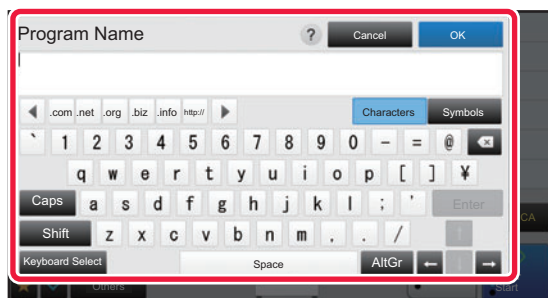 Program Name ? Cancel OK
.com .net .org .biz .info http:// Characters Symbols
` 1 2 3 4 5 6 7 8 9 0 - = @
q w e r t y u i o p [ ] ¥
Caps a s d f g h j k l ; ' Enter
Shift z x c v b n m , . /
Keyboard Select Space AltGr
CA
Others Start